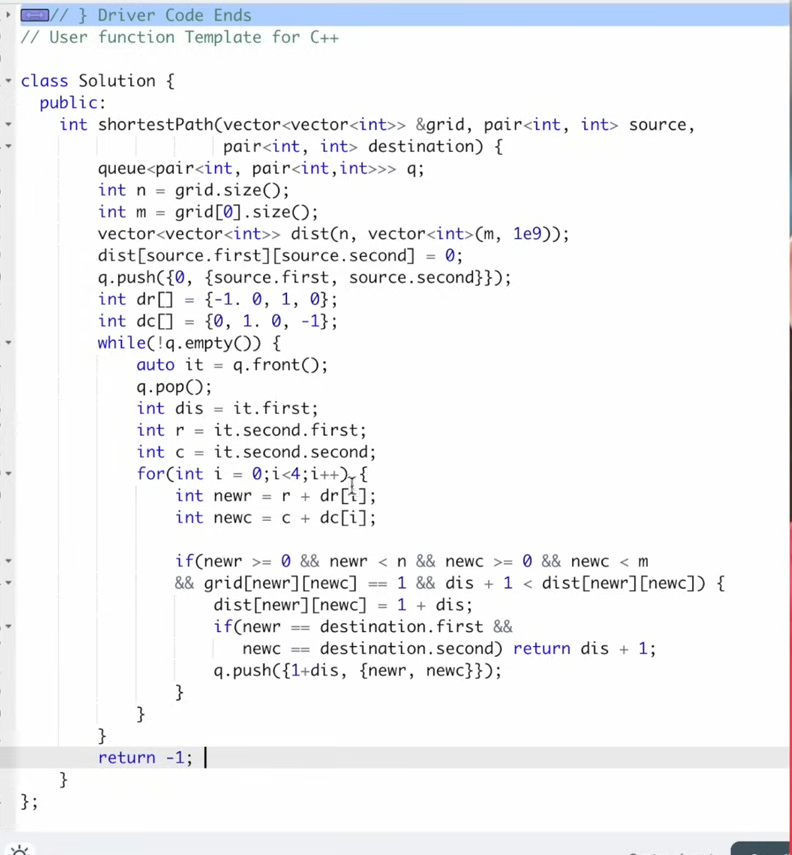 // } Driver Code Ends
// User function Template for C++
class Solution {
  public:
    int shortestPath(vector<vector<int>> &grid, pair<int, int> source,
                     pair<int, int> destination) {
        queue<pair<int, pair<int,int>>> q;
        int n = grid.size();
        int m = grid[0].size();
        vector<vector<int>> dist(n, vector<int>(m, 1e9));
        dist[source.first][source.second] = 0;
        q.push({0, {source.first, source.second}});
        int dr[] = {-1. 0, 1, 0};
        int dc[] = {0, 1. 0, -1};
        while(!q.empty()) {
            auto it = q.front();
            q.pop();
            int dis = it.first;
            int r = it.second.first;
            int c = it.second.second;
            for(int i = 0;i<4;i++) {
                int newr = r + dr[i];
                int newc = c + dc[i];
                if(newr >= 0 && newr < n && newc >= 0 && newc < m
                && grid[newr][newc] == 1 && dis + 1 < dist[newr][newc]) {
                    dist[newr][newc] = 1 + dis;
                    if(newr == destination.first &&
                       newc == destination.second) return dis + 1;
                    q.push({1+dis, {newr, newc}});
                }
            }
        }
        return -1;
    }
};